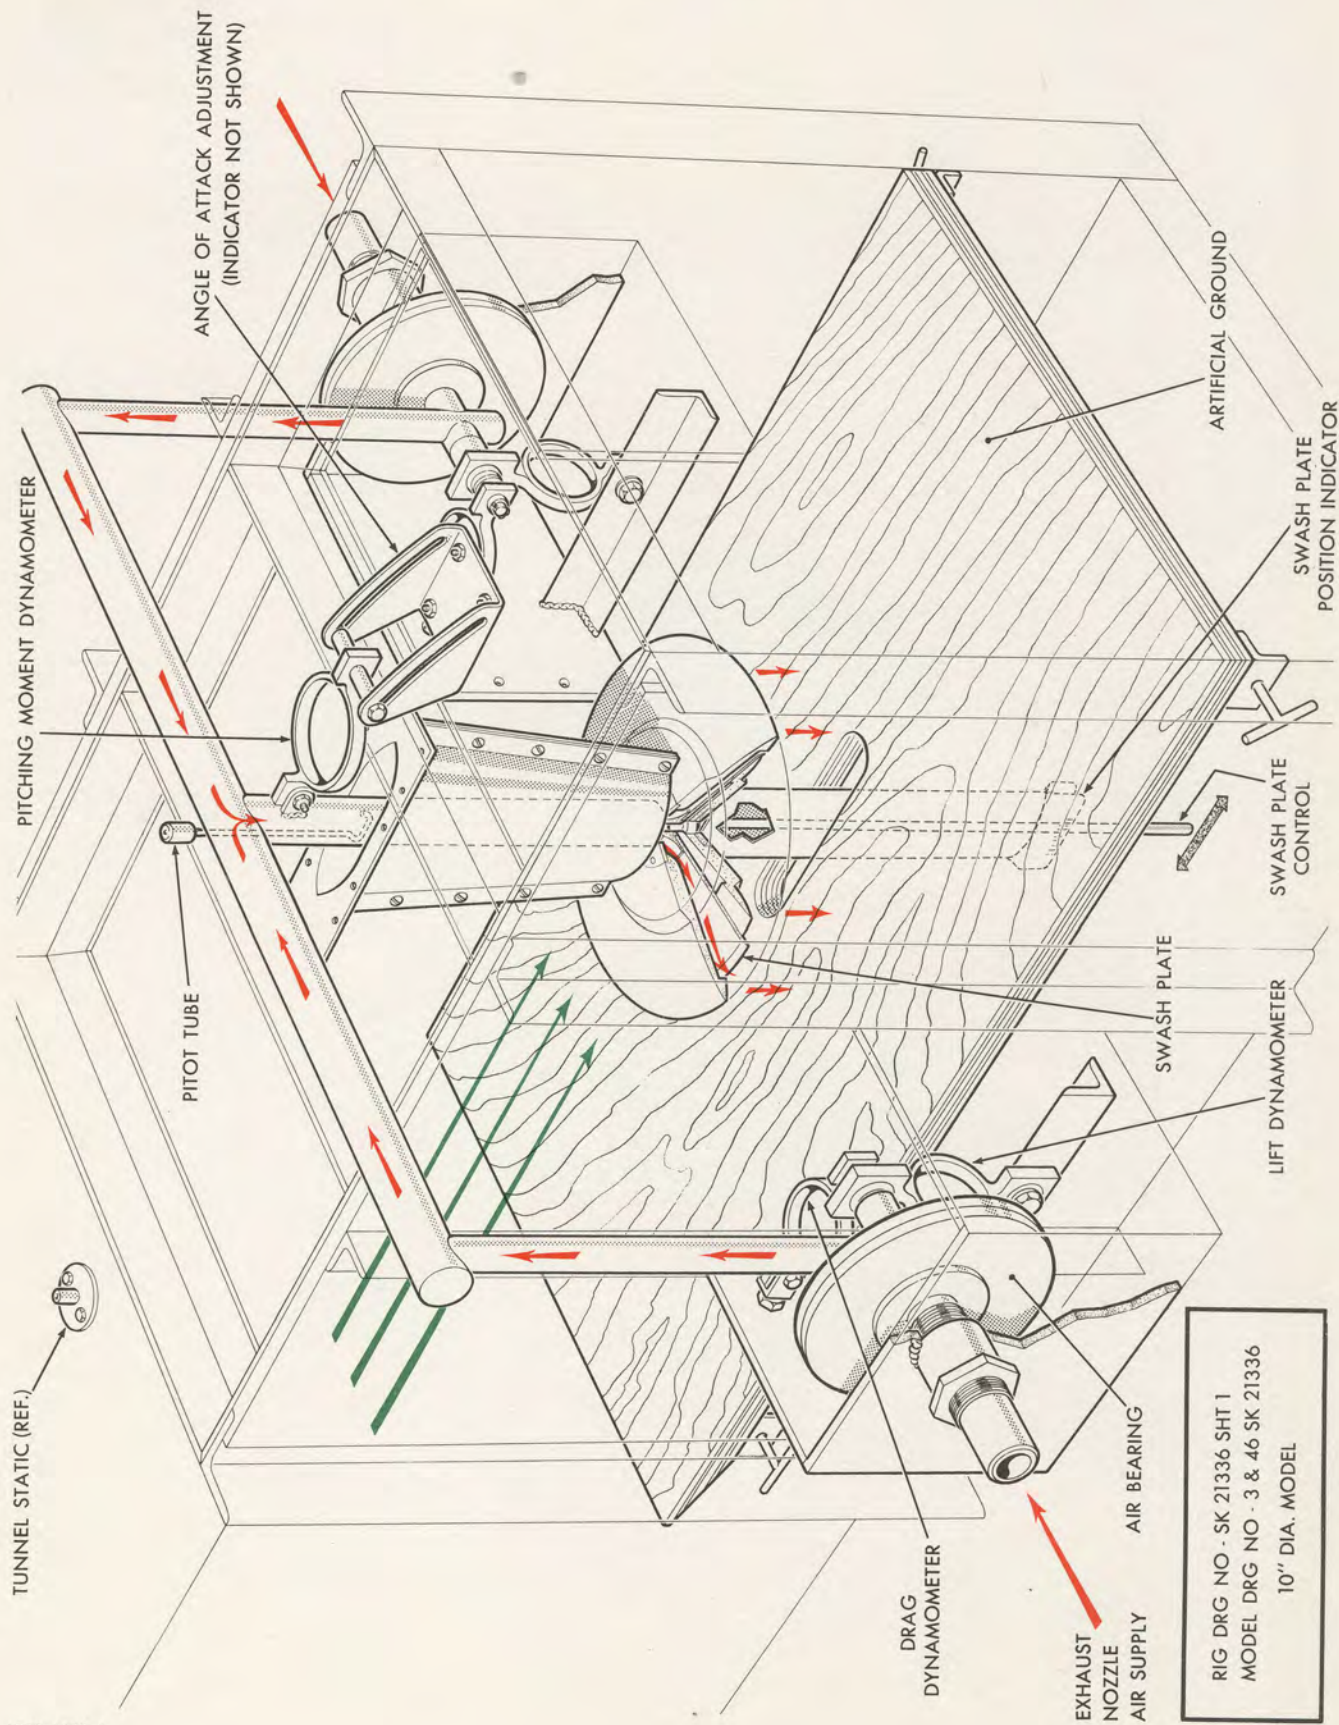 TUNNEL STATIC (REF.)
PITOT TUBE
PITCHING MOMENT DYNAMOMETER
ANGLE OF ATTACK ADJUSTMENT
(INDICATOR NOT SHOWN)
DRAG
DYNAMOMETER
EXHAUST
NOZZLE
AIR SUPPLY
AIR BEARING
LIFT DYNAMOMETER
SWASH PLATE
SWASH PLATE
CONTROL
SWASH PLATE
POSITION INDICATOR
ARTIFICIAL GROUND
RIG DRG NO - SK 21336 SHT 1
MODEL DRG NO - 3 & 46 SK 21336
10" DIA. MODEL